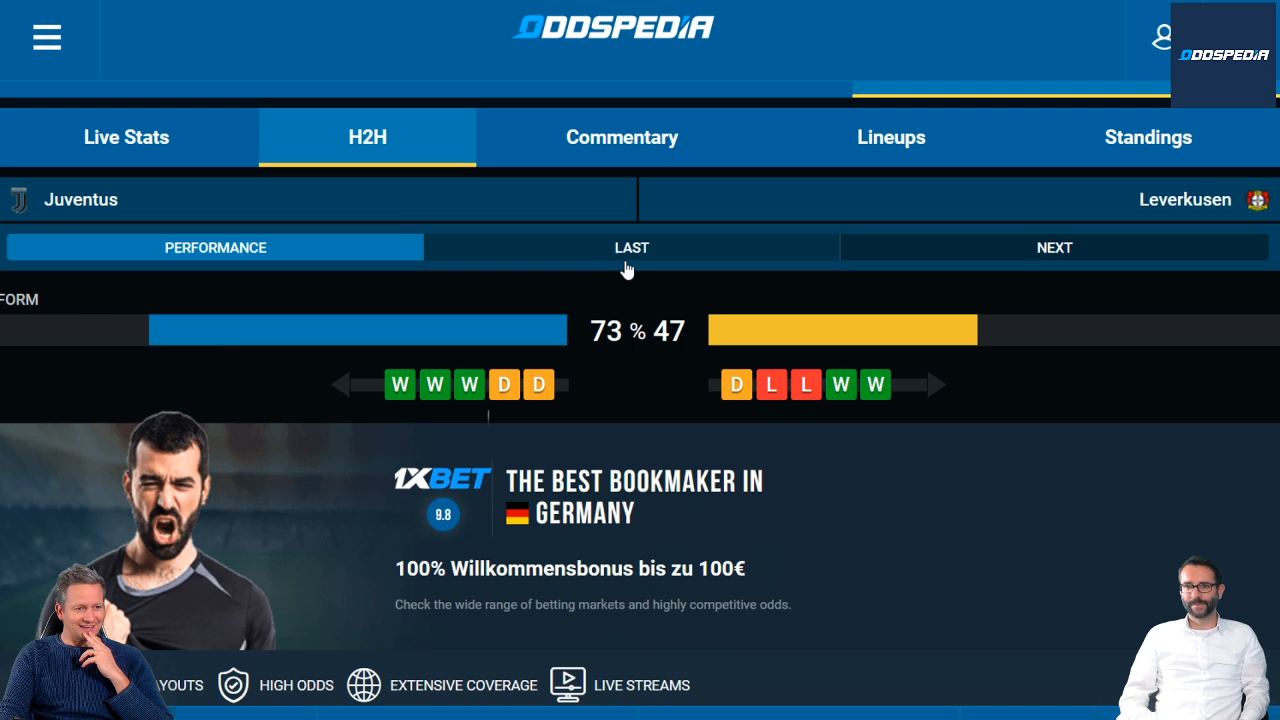 ODDSPEDIA
ODDSPEDIA
Live Stats H2H Commentary Lineups Standings
Juventus Leverkusen
PERFORMANCE LAST NEXT
FORM
73 % 47
W W W D D D L L W W
1XBET THE BEST BOOKMAKER IN
9.8 GERMANY
100% Willkommensbonus bis zu 100€
Check the wide range of betting markets and highly competitive odds.
HIGH ODDS EXTENSIVE COVERAGE LIVE STREAMS